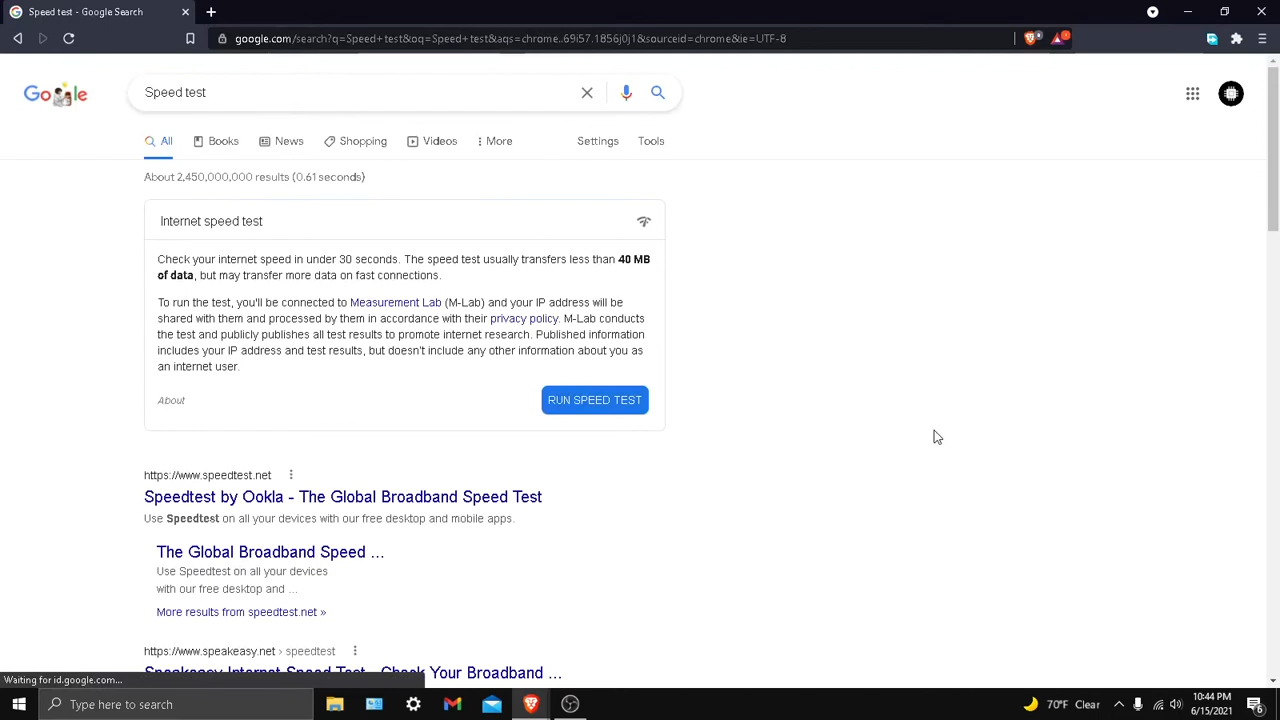 Speed test - Google Search
google.com/search?q=Speed+test&oq=Speed+test&aqs=chrome..69i57.1856j0j1&sourceid=chrome&ie=UTF-8
Speed test
All Books News Shopping Videos More Settings Tools
About 2,450,000,000 results (0.61 seconds)
Internet speed test
Check your internet speed in under 30 seconds. The speed test usually transfers less than 40 MB
of data, but may transfer more data on fast connections.
To run the test, you'll be connected to Measurement Lab (M-Lab) and your IP address will be
shared with them and processed by them in accordance with their privacy policy. M-Lab conducts
the test and publicly publishes all test results to promote internet research. Published information
includes your IP address and test results, but doesn't include any other information about you as
an internet user.
About
RUN SPEED TEST
https://www.speedtest.net
Speedtest by Ookla - The Global Broadband Speed Test
Use Speedtest on all your devices with our free desktop and mobile apps.
The Global Broadband Speed ...
Use Speedtest on all your devices
with our free desktop and ...
More results from speedtest.net »
https://www.speakeasy.net › speedtest
Speakeasy Internet Speed Test - Check Your Broadband ...
Waiting for id.google.com...
Type here to search
70°F Clear
10:44 PM
6/15/2021
6